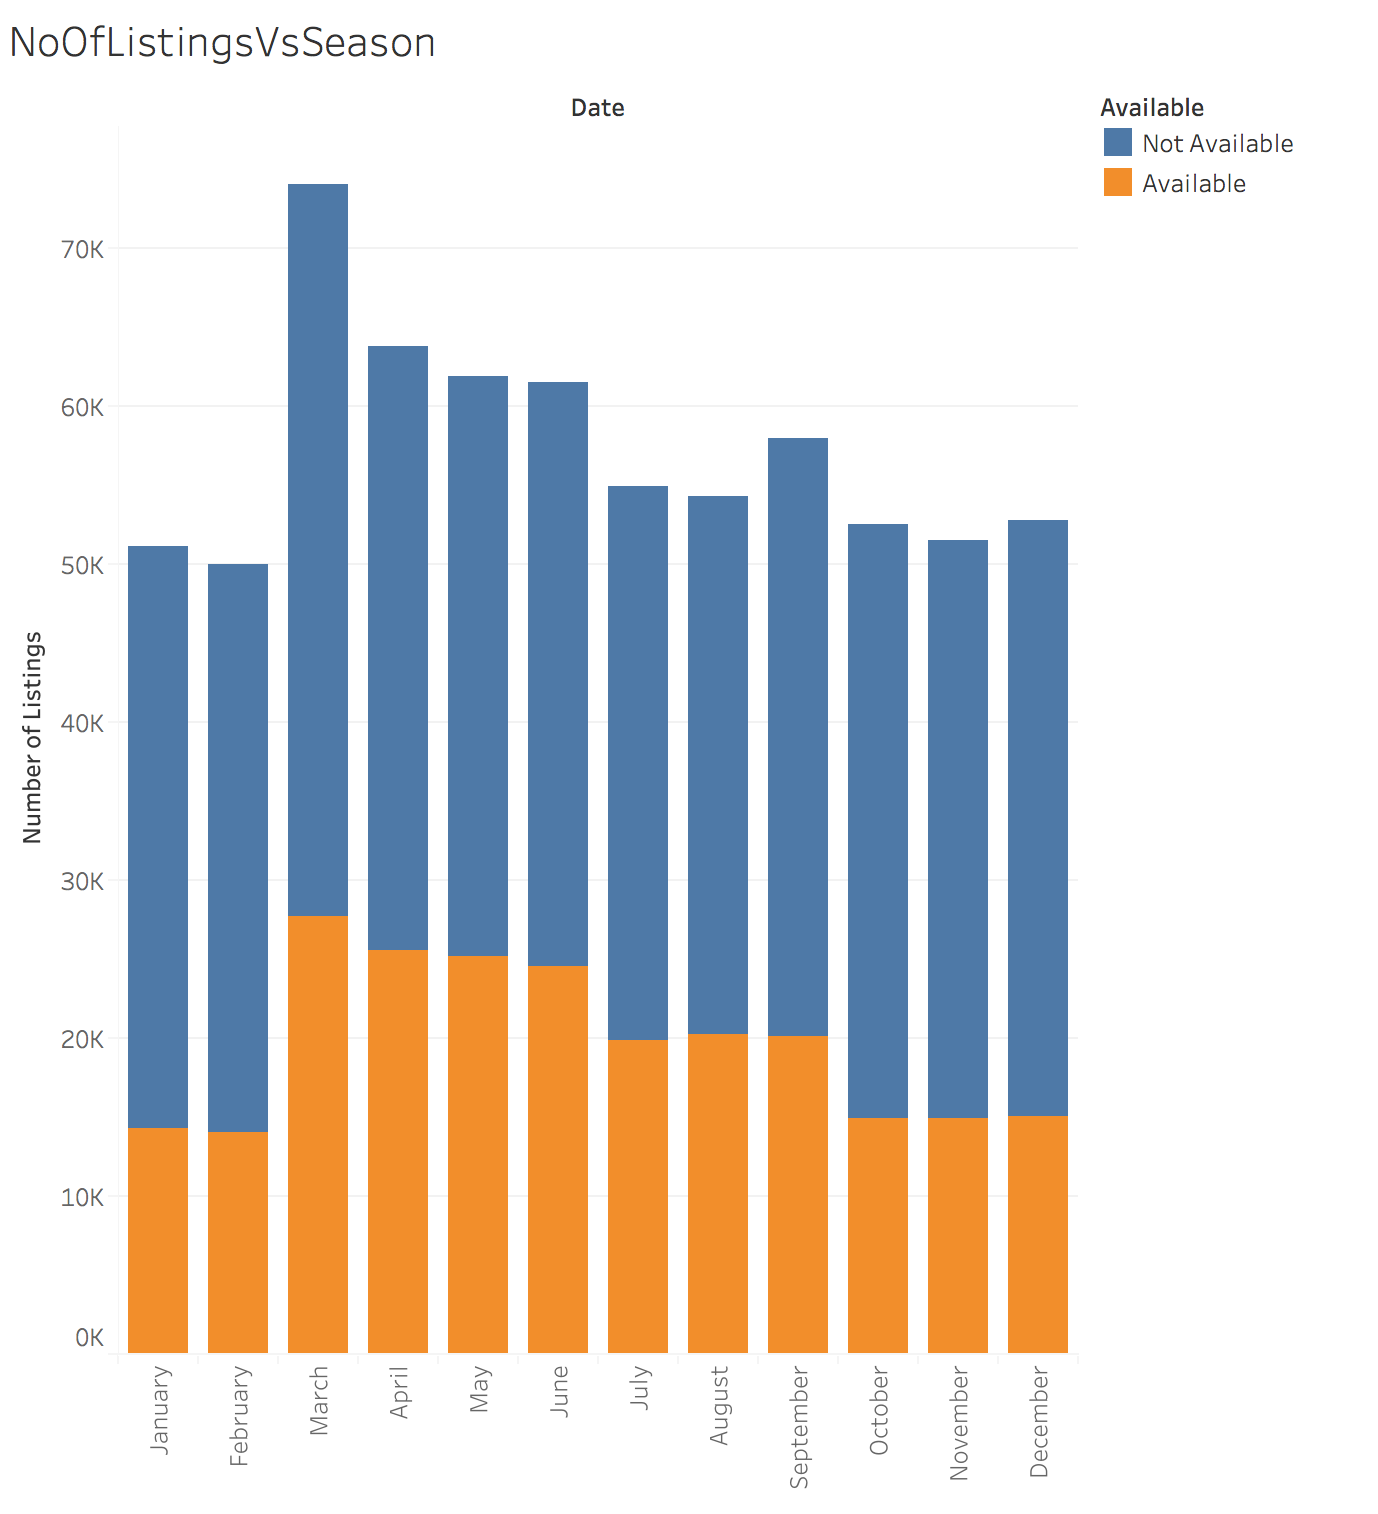 NoOfListingsVsSeason
Date
Available
Not Available
Available
70K
60K
50K
40K
30K
20K
10K
0K
Number of Listings
January
February
March
April
May
June
July
August
September
October
November
December